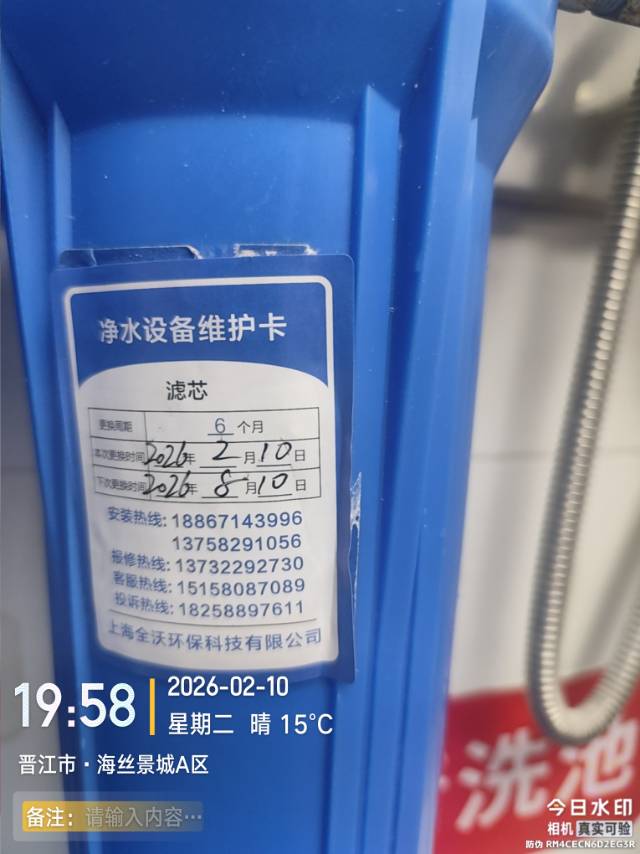 净水设备维护卡
滤芯
更换周期 6 个月
本次更换时间 2026年 2 月 10 日
下次更换时间 2026年 8 月 10 日
安装热线: 18867143996
13758291056
报修热线: 13732292730
客服热线: 15158087089
投诉热线: 18258897611
上海全沃环保科技有限公司
19:58
2026-02-10
星期二 晴 15°C
晋江市·海丝景城A区
备注: 请输入内容…
洗池
今日水印
相机 真实可验
防伪 RM4CECN6D2EG3R